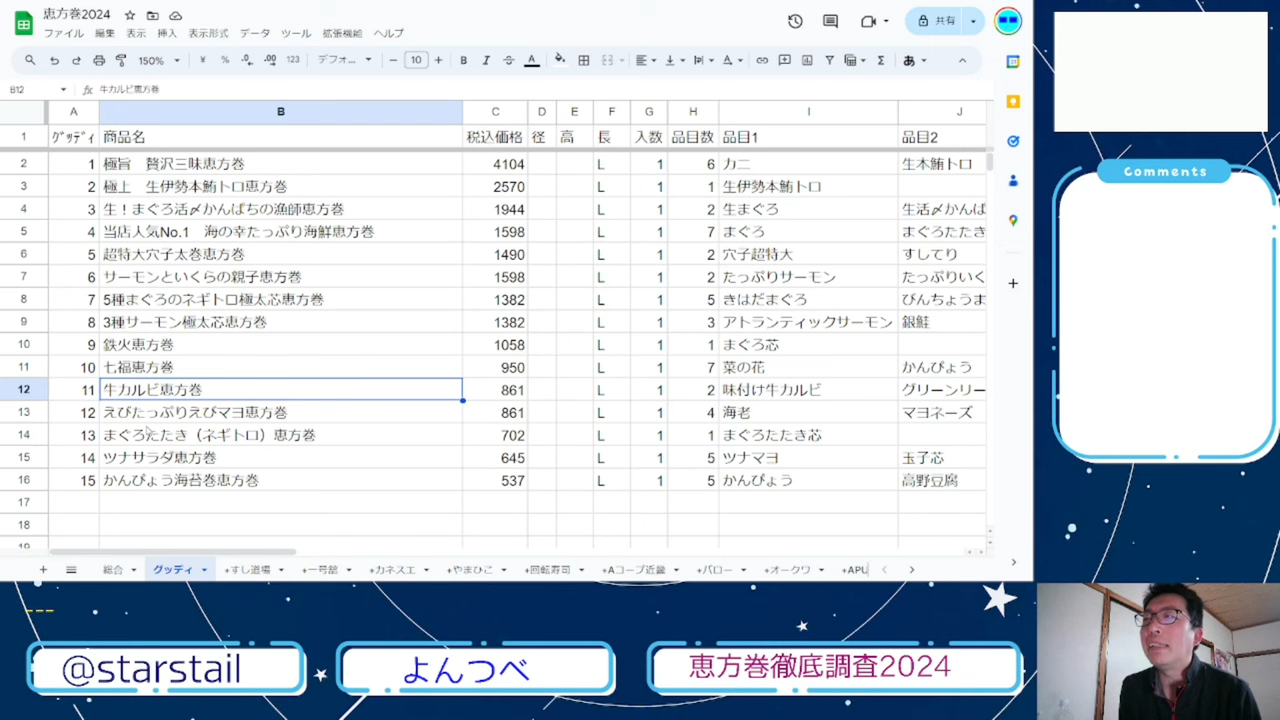 恵方巻2024
ファイル 編集 表示 挿入 表示形式 データ ツール 拡張機能 ヘルプ
共有
150% ¥ % .0 .00 123 デフォ... 10 B I あ
B12 fx 牛カルビ恵方巻
A B C D E F G H I J
1 グッディ 商品名 税込価格 径 高 長 入数 品目数 品目1 品目2
2 1 極旨 贅沢三昧恵方巻 4104 L 1 6 カニ 生本鮪トロ
3 2 極上 生伊勢本鮪トロ恵方巻 2570 L 1 1 生伊勢本鮪トロ
4 3 生！まぐろ活〆かんぱちの漁師恵方巻 1944 L 1 2 生まぐろ 生活〆かんぱ
5 4 当店人気No.1 海の幸たっぷり海鮮恵方巻 1598 L 1 7 まぐろ まぐろたたき
6 5 超特大穴子太巻恵方巻 1490 L 1 2 穴子超特大 すしてり
7 6 サーモンといくらの親子恵方巻 1598 L 1 2 たっぷりサーモン たっぷりいく
8 7 5種まぐろのネギトロ極太芯恵方巻 1382 L 1 5 きはだまぐろ びんちょうま
9 8 3種サーモン極太芯恵方巻 1382 L 1 3 アトランティックサーモン 銀鮭
10 9 鉄火恵方巻 1058 L 1 1 まぐろ芯
11 10 七福恵方巻 950 L 1 7 菜の花 かんぴょう
12 11 牛カルビ恵方巻 861 L 1 2 味付け牛カルビ グリーンリー
13 12 えびたっぷりえびマヨ恵方巻 861 L 1 4 海老 マヨネーズ
14 13 まぐろたたき（ネギトロ）恵方巻 702 L 1 1 まぐろたたき芯
15 14 ツナサラダ恵方巻 645 L 1 5 ツナマヨ 玉子芯
16 15 かんぴょう海苔巻恵方巻 537 L 1 5 かんぴょう 高野豆腐
17
18
19
総合 グッディ +すし道場 +一号舘 +カネスエ +やまひこ +回転寿司 +Aコープ近畿 +バロー +オークワ +APU
Comments
---
@starstail
よんつべ
恵方巻徹底調査2024